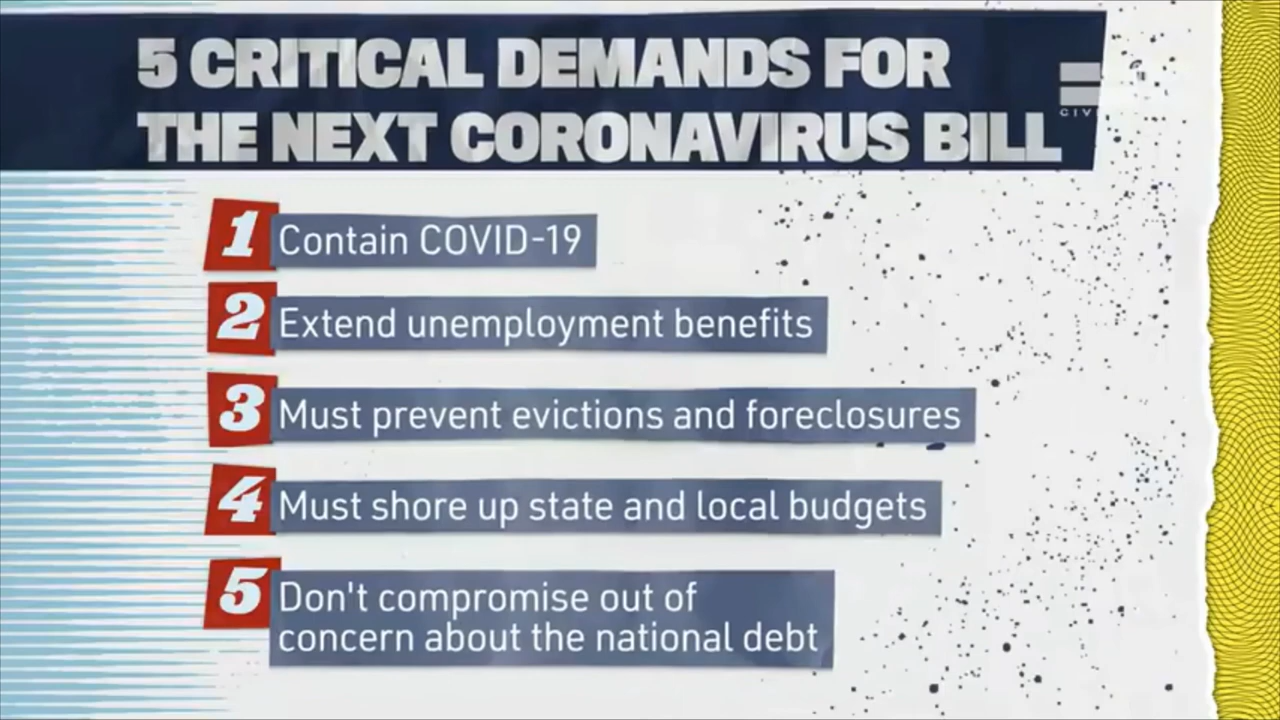 5 CRITICAL DEMANDS FOR
THE NEXT CORONAVIRUS BILL
CIV
1 Contain COVID-19
2 Extend unemployment benefits
3 Must prevent evictions and foreclosures
4 Must shore up state and local budgets
5 Don't compromise out of
concern about the national debt